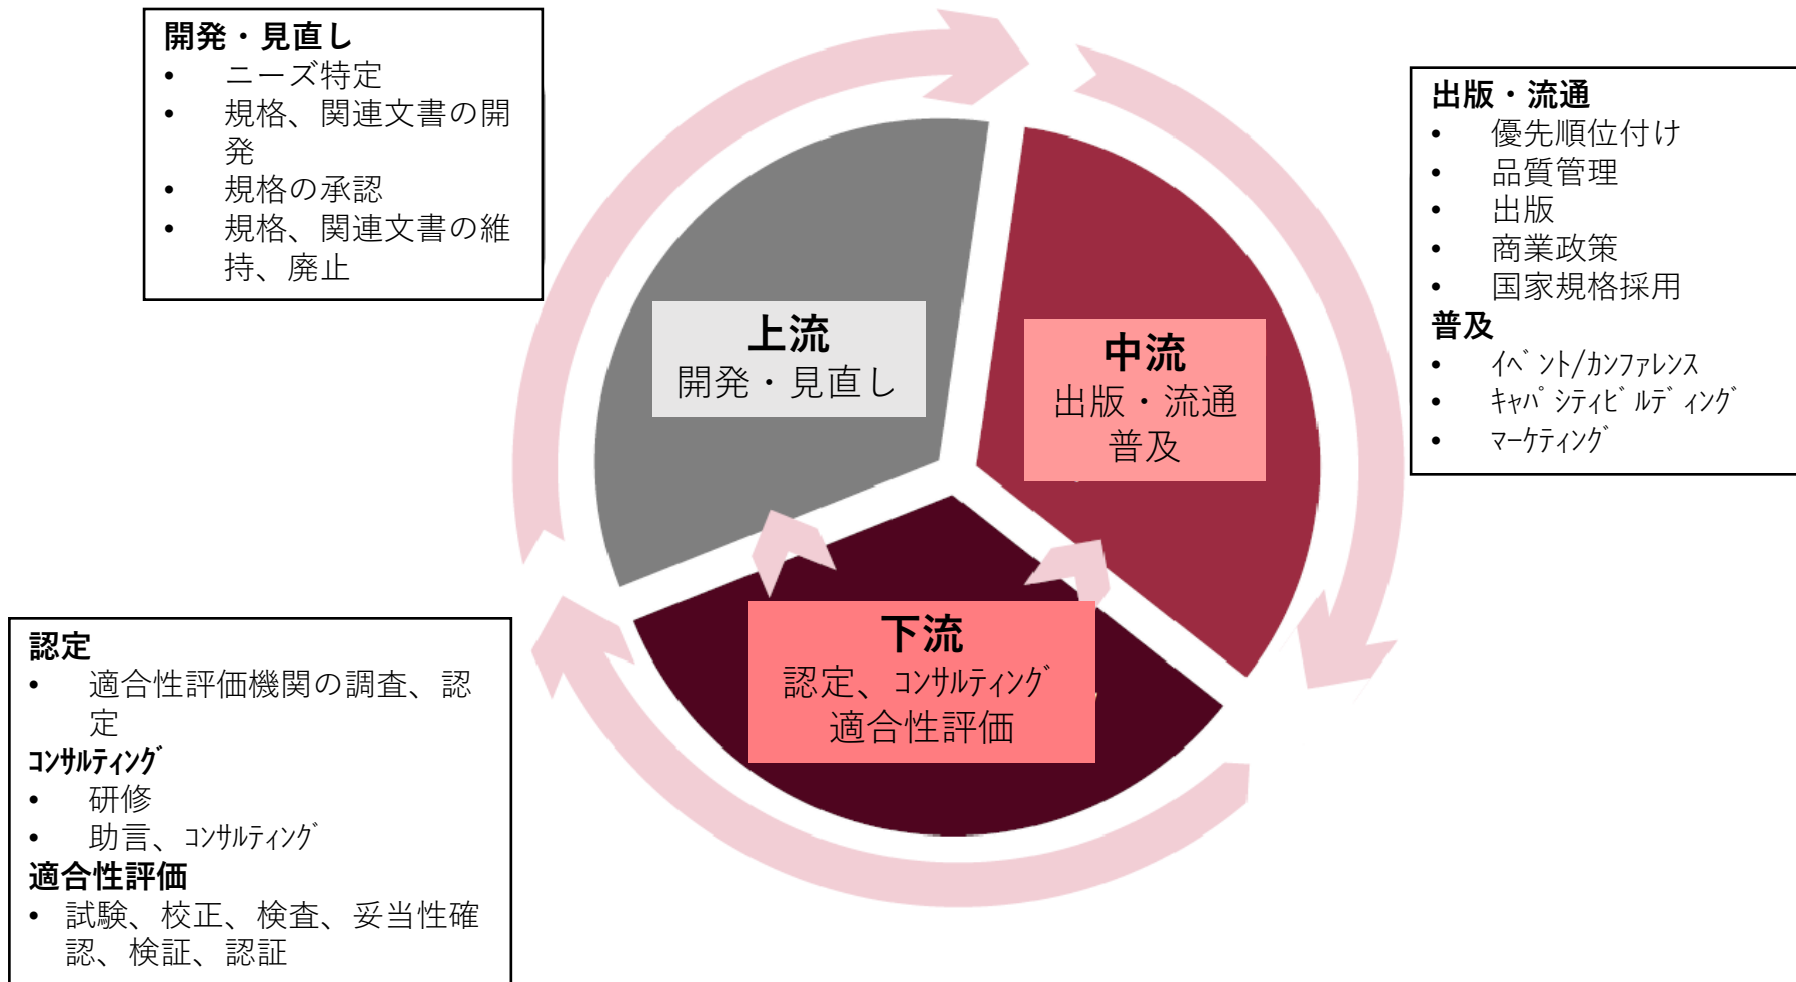 開発・見直し
• ニーズ特定
• 規格、関連文書の開
発
• 規格の承認
• 規格、関連文書の維
持、廃止
出版・流通
• 優先順位付け
• 品質管理
• 出版
• 商業政策
• 国家規格採用
普及
• ｲﾍﾞﾝﾄ/ｶﾝﾌｧﾚﾝｽ
• ｷｬﾊﾟｼﾃｨﾋﾞﾙﾃﾞｨﾝｸﾞ
• ﾏｰｹﾃｨﾝｸﾞ
上流
開発・見直し
中流
出版・流通
普及
下流
認定、ｺﾝｻﾙﾃｨﾝｸﾞ
適合性評価
認定
• 適合性評価機関の調査、認
定
ｺﾝｻﾙﾃｨﾝｸﾞ
• 研修
• 助言、ｺﾝｻﾙﾃｨﾝｸﾞ
適合性評価
• 試験、校正、検査、妥当性確
認、検証、認証